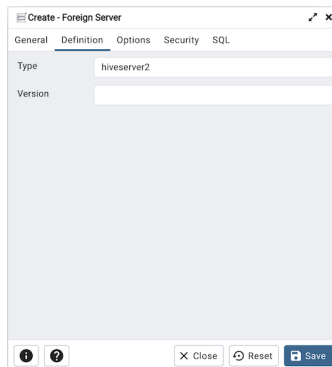 Create - Foreign Server
General Definition Options Security SQL
Type hiveserver2
Version
Close Reset Save